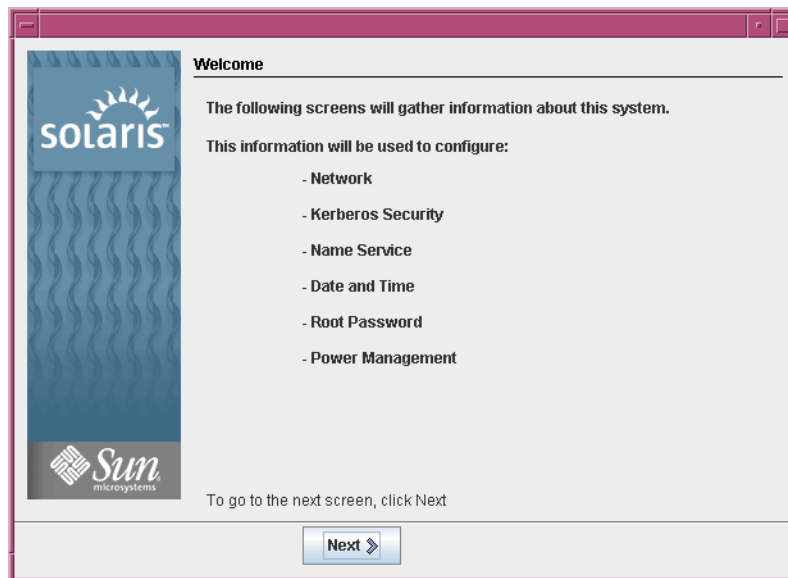 Welcome
solaris™
The following screens will gather information about this system.
This information will be used to configure:
- Network
- Kerberos Security
- Name Service
- Date and Time
- Root Password
- Power Management
Sun
microsystems
To go to the next screen, click Next
Next